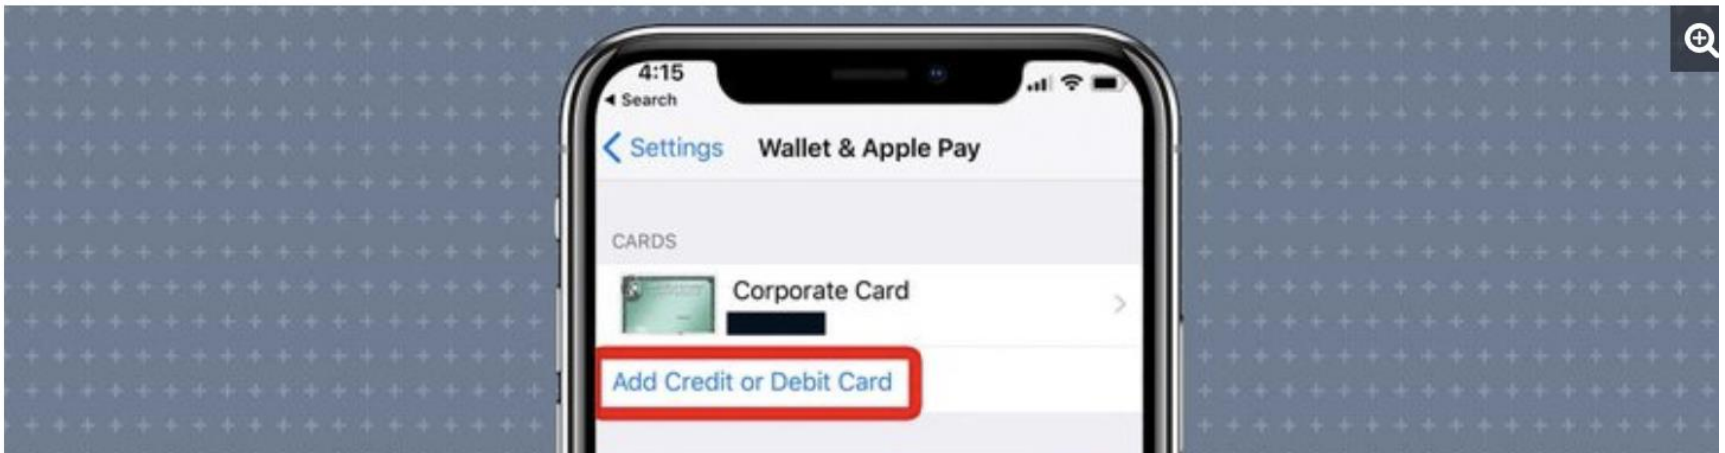 4:15
Search
Settings
Wallet & Apple Pay
CARDS
Corporate Card
Add Credit or Debit Card